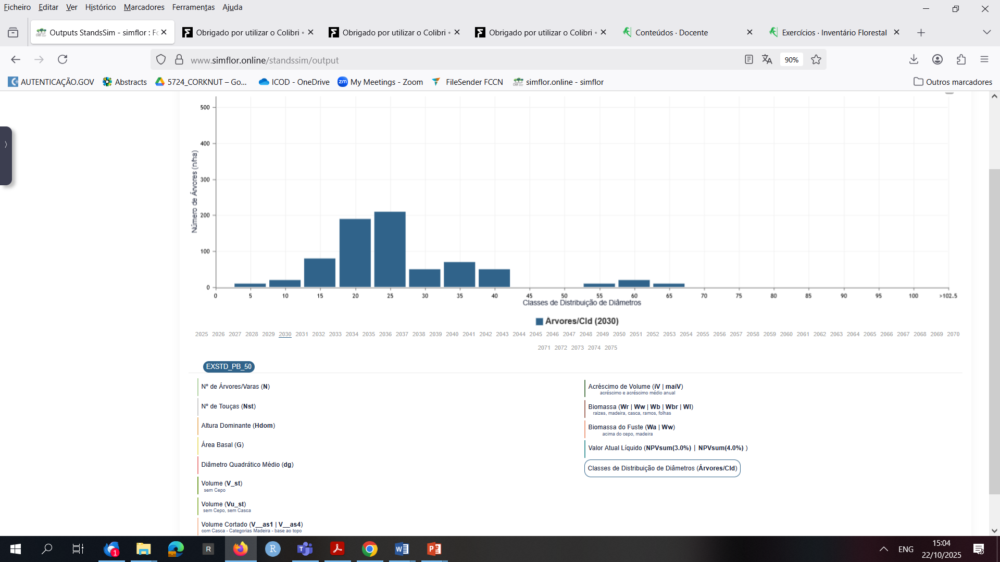 Ficheiro Editar Ver Histórico Marcadores Ferramentas Ajuda
Outputs StandsSim - simflor : Fo
Obrigado por utilizar o Colibri •
Obrigado por utilizar o Colibri •
Obrigado por utilizar o Colibri •
Conteúdos · Docente
Exercícios · Inventário Florestal
www.simflor.online/standssim/output
90%
AUTENTICAÇÃO.GOV
Abstracts
5724_CORKNUT – Go...
ICOD - OneDrive
zm My Meetings - Zoom
FileSender FCCN
simflor.online - simflor
Outros marcadores
Número de Árvores (n/ha)
500
400
300
200
100
0
0 5 10 15 20 25 30 35 40 45 50 55 60 65 70 75 80 85 90 95 100 >102.5
Classes de Distribuição de Diâmetros
Árvores/Cld (2030)
2025 2026 2027 2028 2029 2030 2031 2032 2033 2034 2035 2036 2037 2038 2039 2040 2041 2042 2043 2044 2045 2046 2047 2048 2049 2050 2051 2052 2053 2054 2055 2056 2057 2058 2059 2060 2061 2062 2063 2064 2065 2066 2067 2068 2069 2070
2071 2072 2073 2074 2075
EXSTD_PB_50
Nº de Árvores/Varas (N)
Nº de Touças (Nst)
Altura Dominante (Hdom)
Área Basal (G)
Diâmetro Quadrático Médio (dg)
Volume (V_st)
sem Cepo
Volume (Vu_st)
sem Cepo, sem Casca
Volume Cortado (V__as1 | V__as4)
com Casca - Categorias Madeira - base ao topo
Acréscimo de Volume (iV | maiV)
acréscimo e acréscimo médio anual
Biomassa (Wr | Ww | Wb | Wbr | Wl)
raizes, madeira, casca, ramos, folhas
Biomassa do Fuste (Wa | Ww)
acima do cepo, madeira
Valor Atual Líquido (NPVsum(3.0%) | NPVsum(4.0%) )
Classes de Distribuição de Diâmetros (Árvores/Cld)
1
R
R
ENG
15:04
22/10/2025